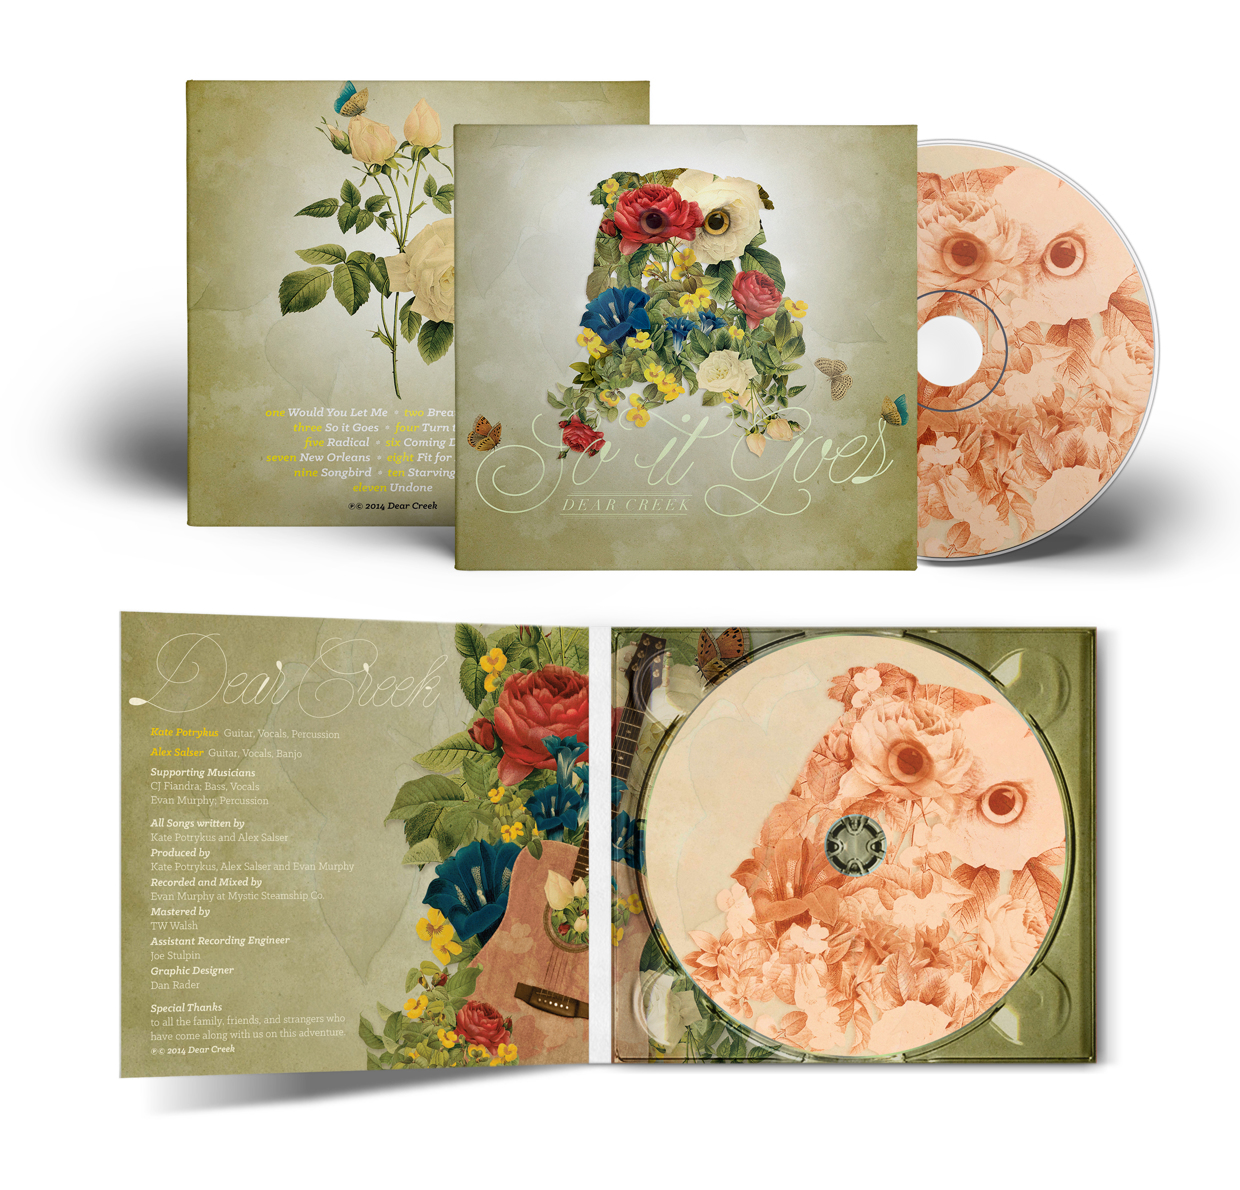 one Would You Let Me • two
three So it Goes • four Turn
five Radical • six Coming
seven New Orleans • eight Fit for
nine Songbird • ten Starving
eleven Undone
℗© 2014 Dear Creek
So it Goes
DEAR CREEK
Dear Creek
Kate Potrykus Guitar, Vocals, Percussion
Alex Salser Guitar, Vocals, Banjo
Supporting Musicians
CJ Fiandra; Bass, Vocals
Evan Murphy; Percussion
All Songs written by
Kate Potrykus and Alex Salser
Produced by
Kate Potrykus, Alex Salser and Evan Murphy
Recorded and Mixed by
Evan Murphy at Mystic Steamship Co.
Mastered by
TW Walsh
Assistant Recording Engineer
Joe Stulpin
Graphic Designer
Dan Rader
Special Thanks
to all the family, friends, and strangers who
have come along with us on this adventure.
℗© 2014 Dear Creek